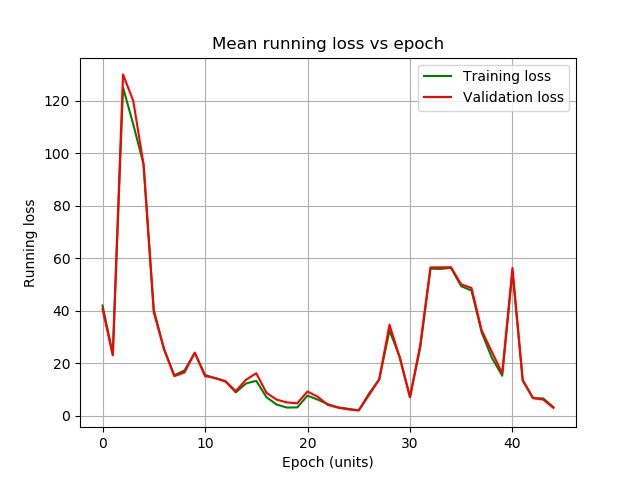 Mean running loss vs epoch
Training loss
Validation loss
120
100
80
60
40
20
0
Running loss
0 10 20 30 40
Epoch (units)